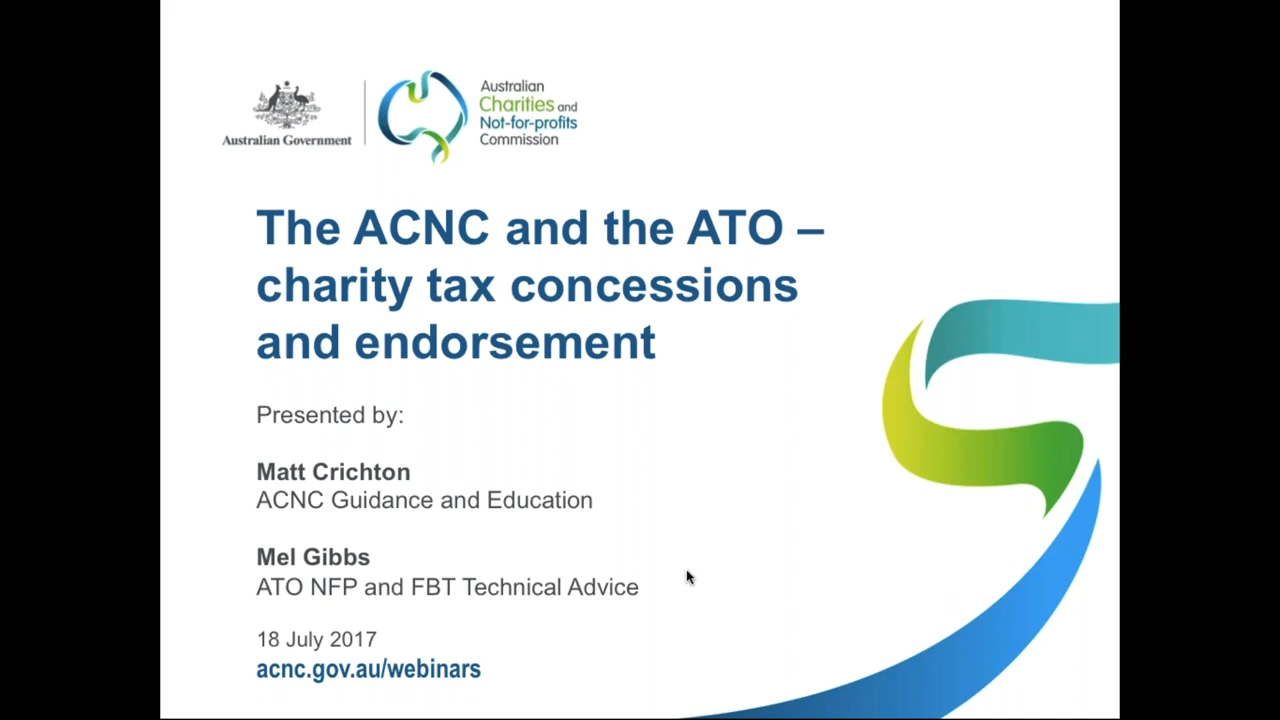 Australian Government
Australian
Charities and
Not-for-profits
Commission
The ACNC and the ATO –
charity tax concessions
and endorsement
Presented by:
Matt Crichton
ACNC Guidance and Education
Mel Gibbs
ATO NFP and FBT Technical Advice
18 July 2017
acnc.gov.au/webinars